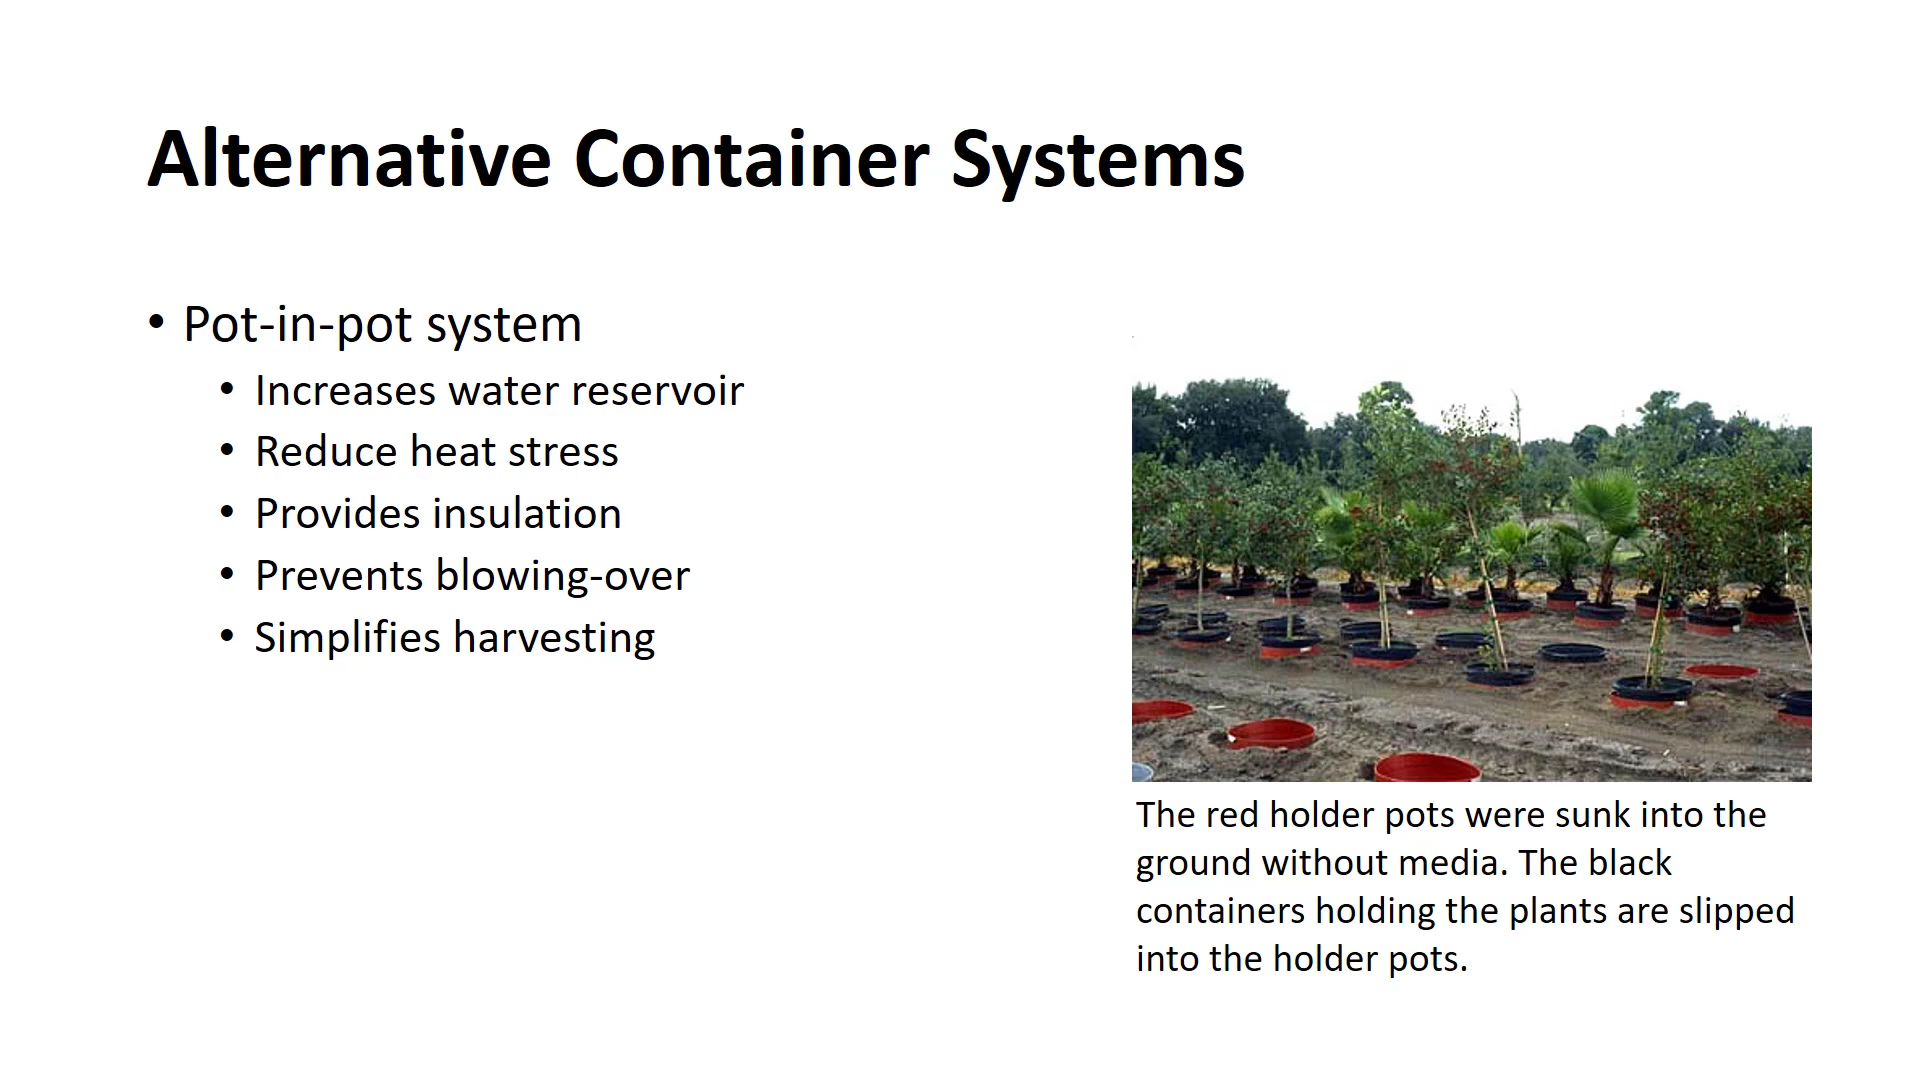 Alternative Container Systems
• Pot-in-pot system
• Increases water reservoir
• Reduce heat stress
• Provides insulation
• Prevents blowing-over
• Simplifies harvesting
The red holder pots were sunk into the
ground without media. The black
containers holding the plants are slipped
into the holder pots.